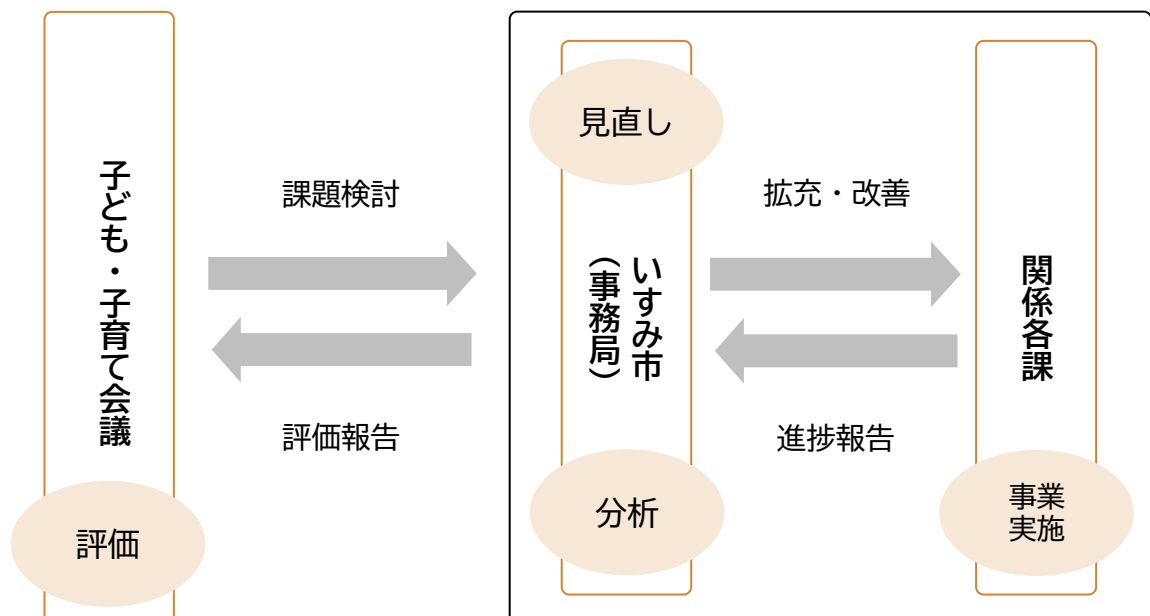 子ども・子育て会議
評価
課題検討
評価報告
見直し
いすみ市
（事務局）
分析
拡充・改善
進捗報告
関係各課
事業
実施